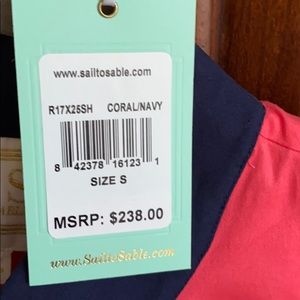 www.sailtosable.com
R17X25SH CORAL/NAVY
8 42378 16123 1
SIZE S
MSRP: $238.00
www.SailtoSable.com